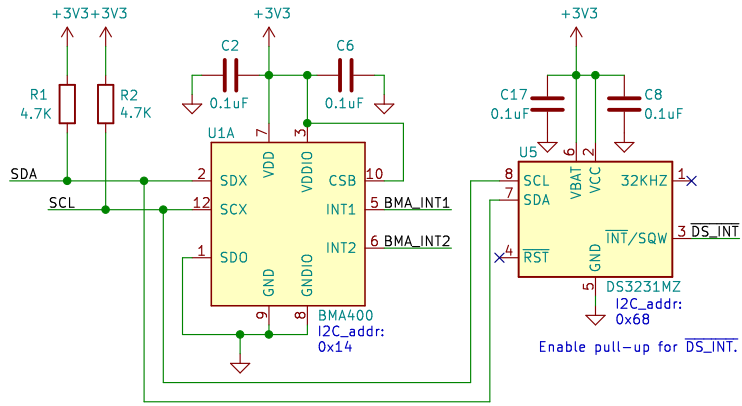 +3V3
+3V3
+3V3
+3V3
C2
0.1uF
C6
0.1uF
R1
4.7K
R2
4.7K
C17
0.1uF
C8
0.1uF
SDA
SCL
U1A
7
VDD
3
VDDIO
2
SDX
12
SCX
1
SDO
CSB
10
INT1
5
BMA_INT1
INT2
6
BMA_INT2
GND
9
GNDIO
8
BMA400
I2C_addr:
0x14
U5
6
VBAT
2
VCC
8
SCL
7
SDA
4
RST
32KHZ
1
INT/SQW
3
DS_INT
GND
5
DS3231MZ
I2C_addr:
0x68
Enable pull-up for DS_INT.